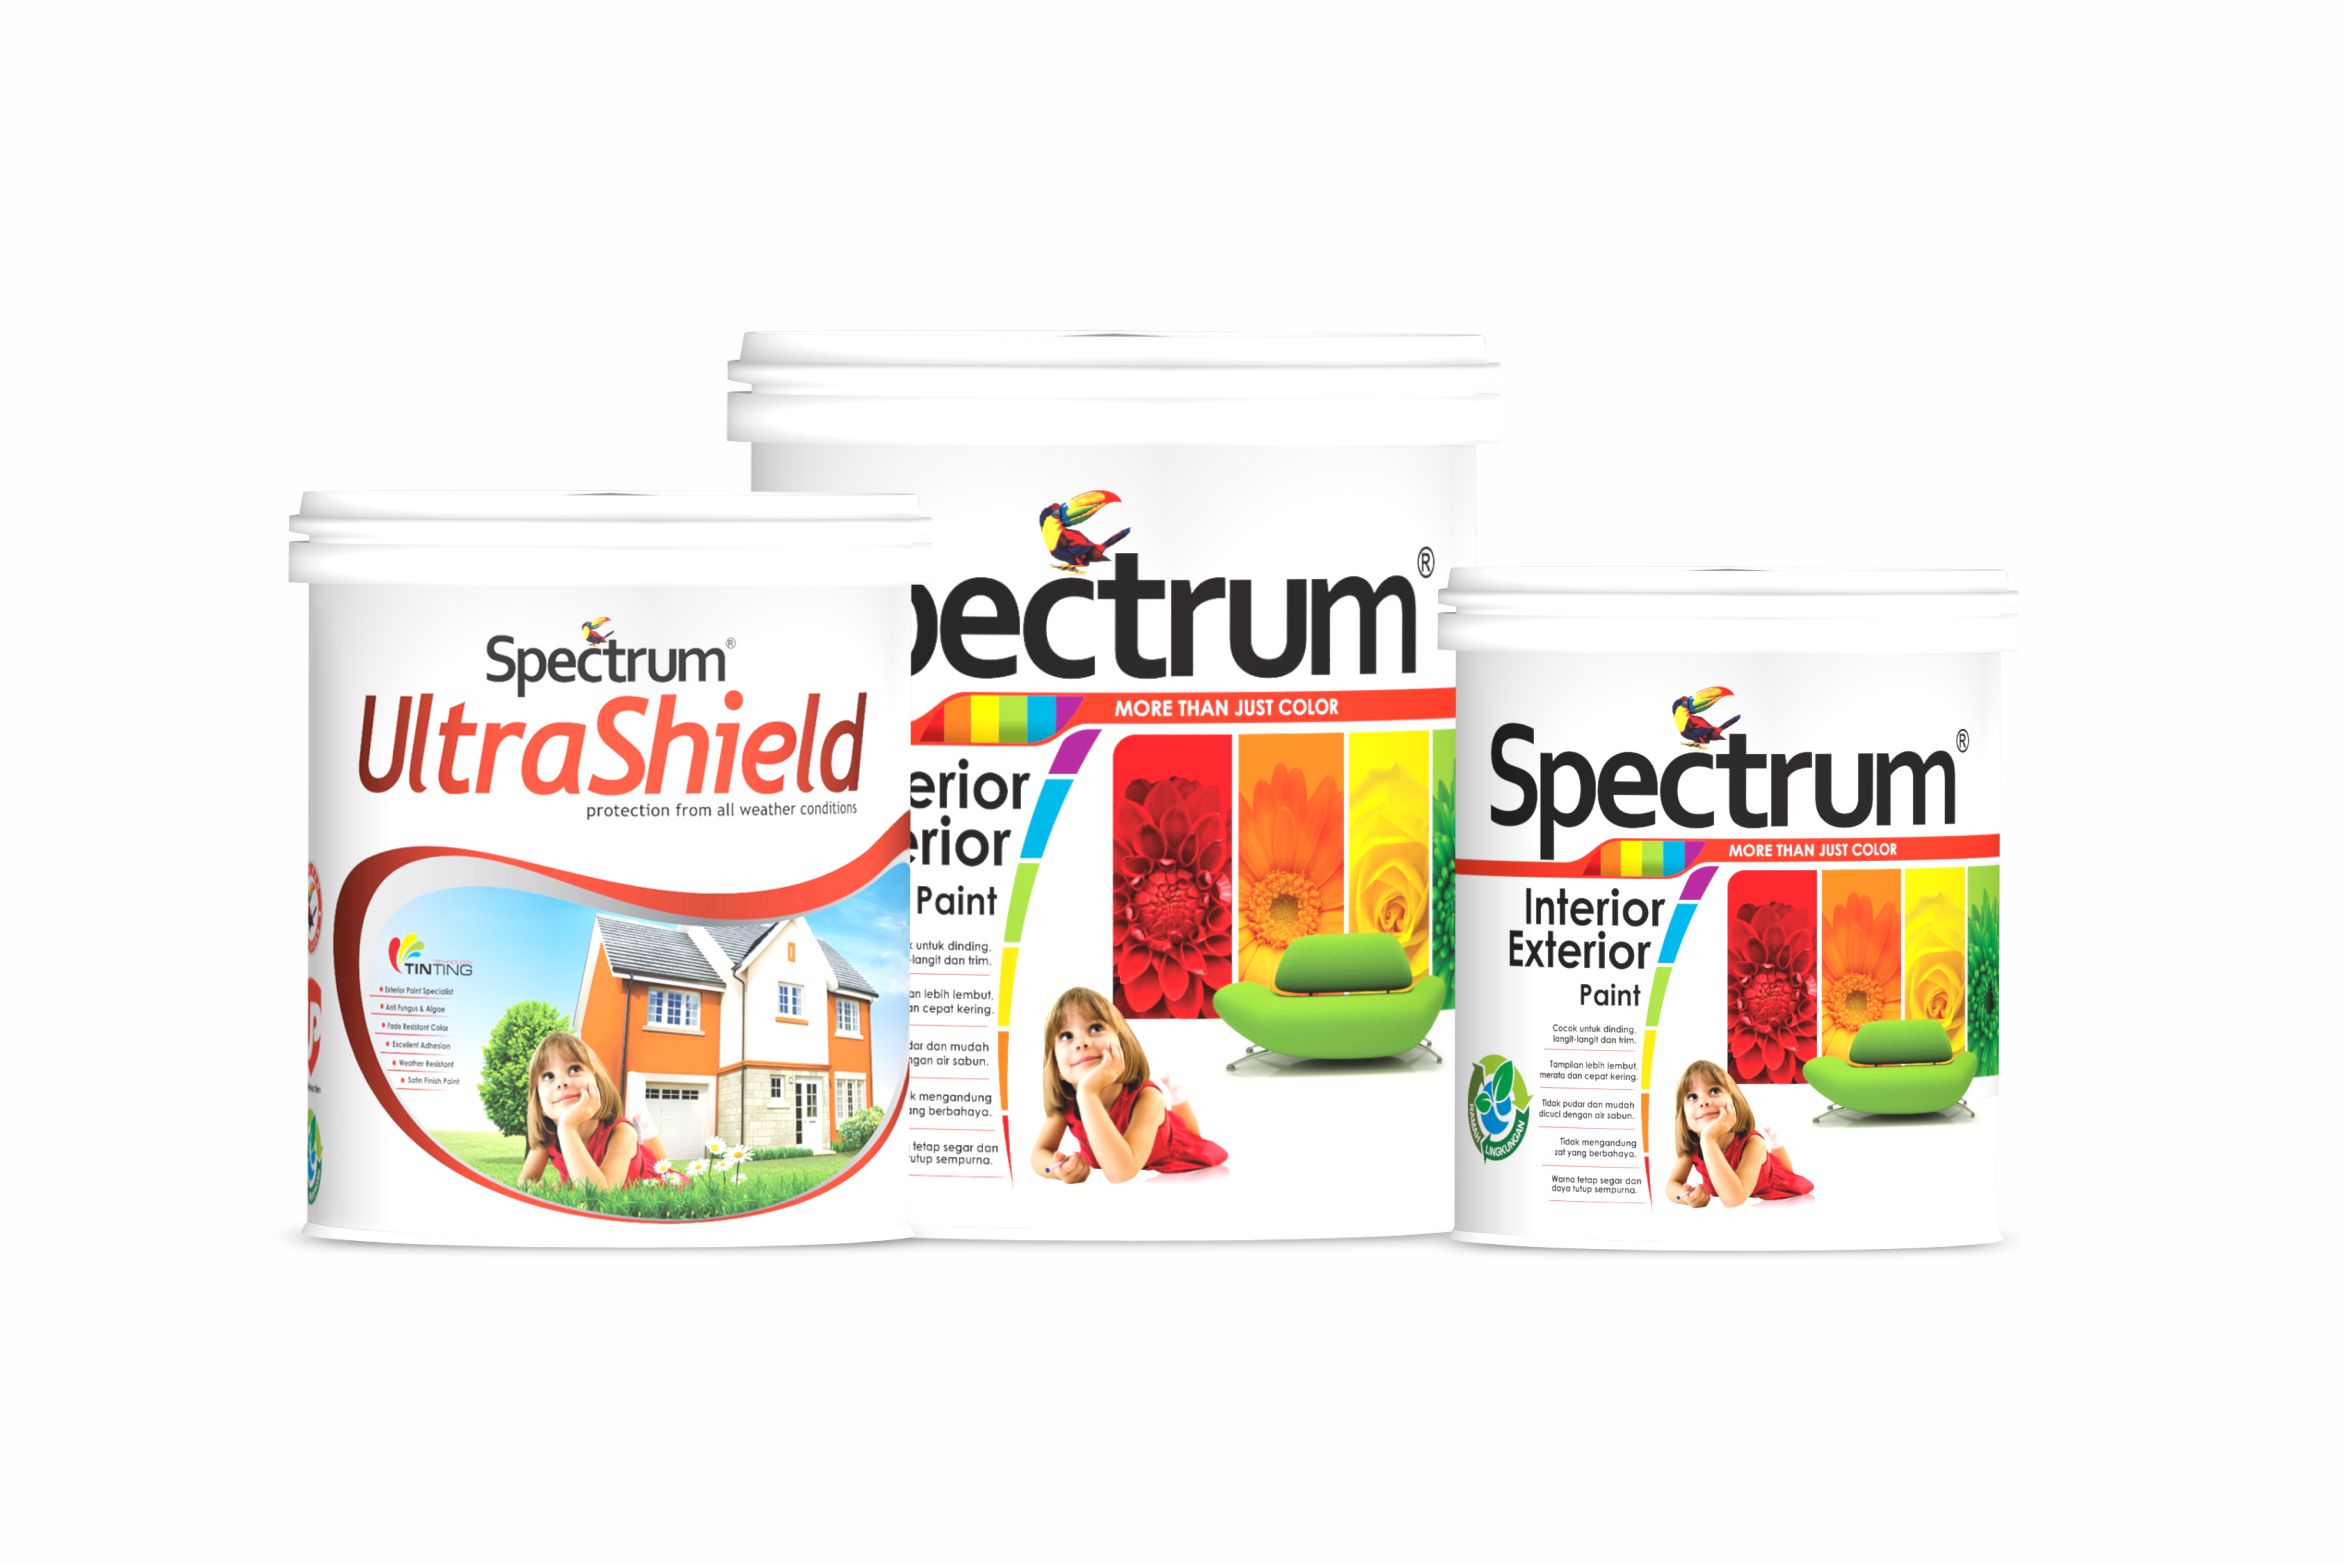 Spectrum®
UltraShield
protection from all weather conditions
TECHNOLOGY
TINTING
Exterior Paint Specialist
Anti Fungus & Algae
Fade Resistant Color
Excellent Adhesion
Weather Resistant
Satin Finish Paint
pectrum®
MORE THAN JUST COLOR
erior
erior
Paint
k untuk dinding,
-langit dan trim.
an lebih lembut,
an cepat kering.
dar dan mudah
ngan air sabun.
k mengandung
ang berbahaya.
tetap segar dan
utup sempurna.
Spectrum®
MORE THAN JUST COLOR
Interior
Exterior
Paint
Cocok untuk dinding,
langit-langit dan trim.
Tampilan lebih lembut,
merata dan cepat kering.
Tidak pudar dan mudah
dicuci dengan air sabun.
Tidak mengandung
zat yang berbahaya.
Warna tetap segar dan
daya tutup sempurna.
RAMAH LINGKUNGAN